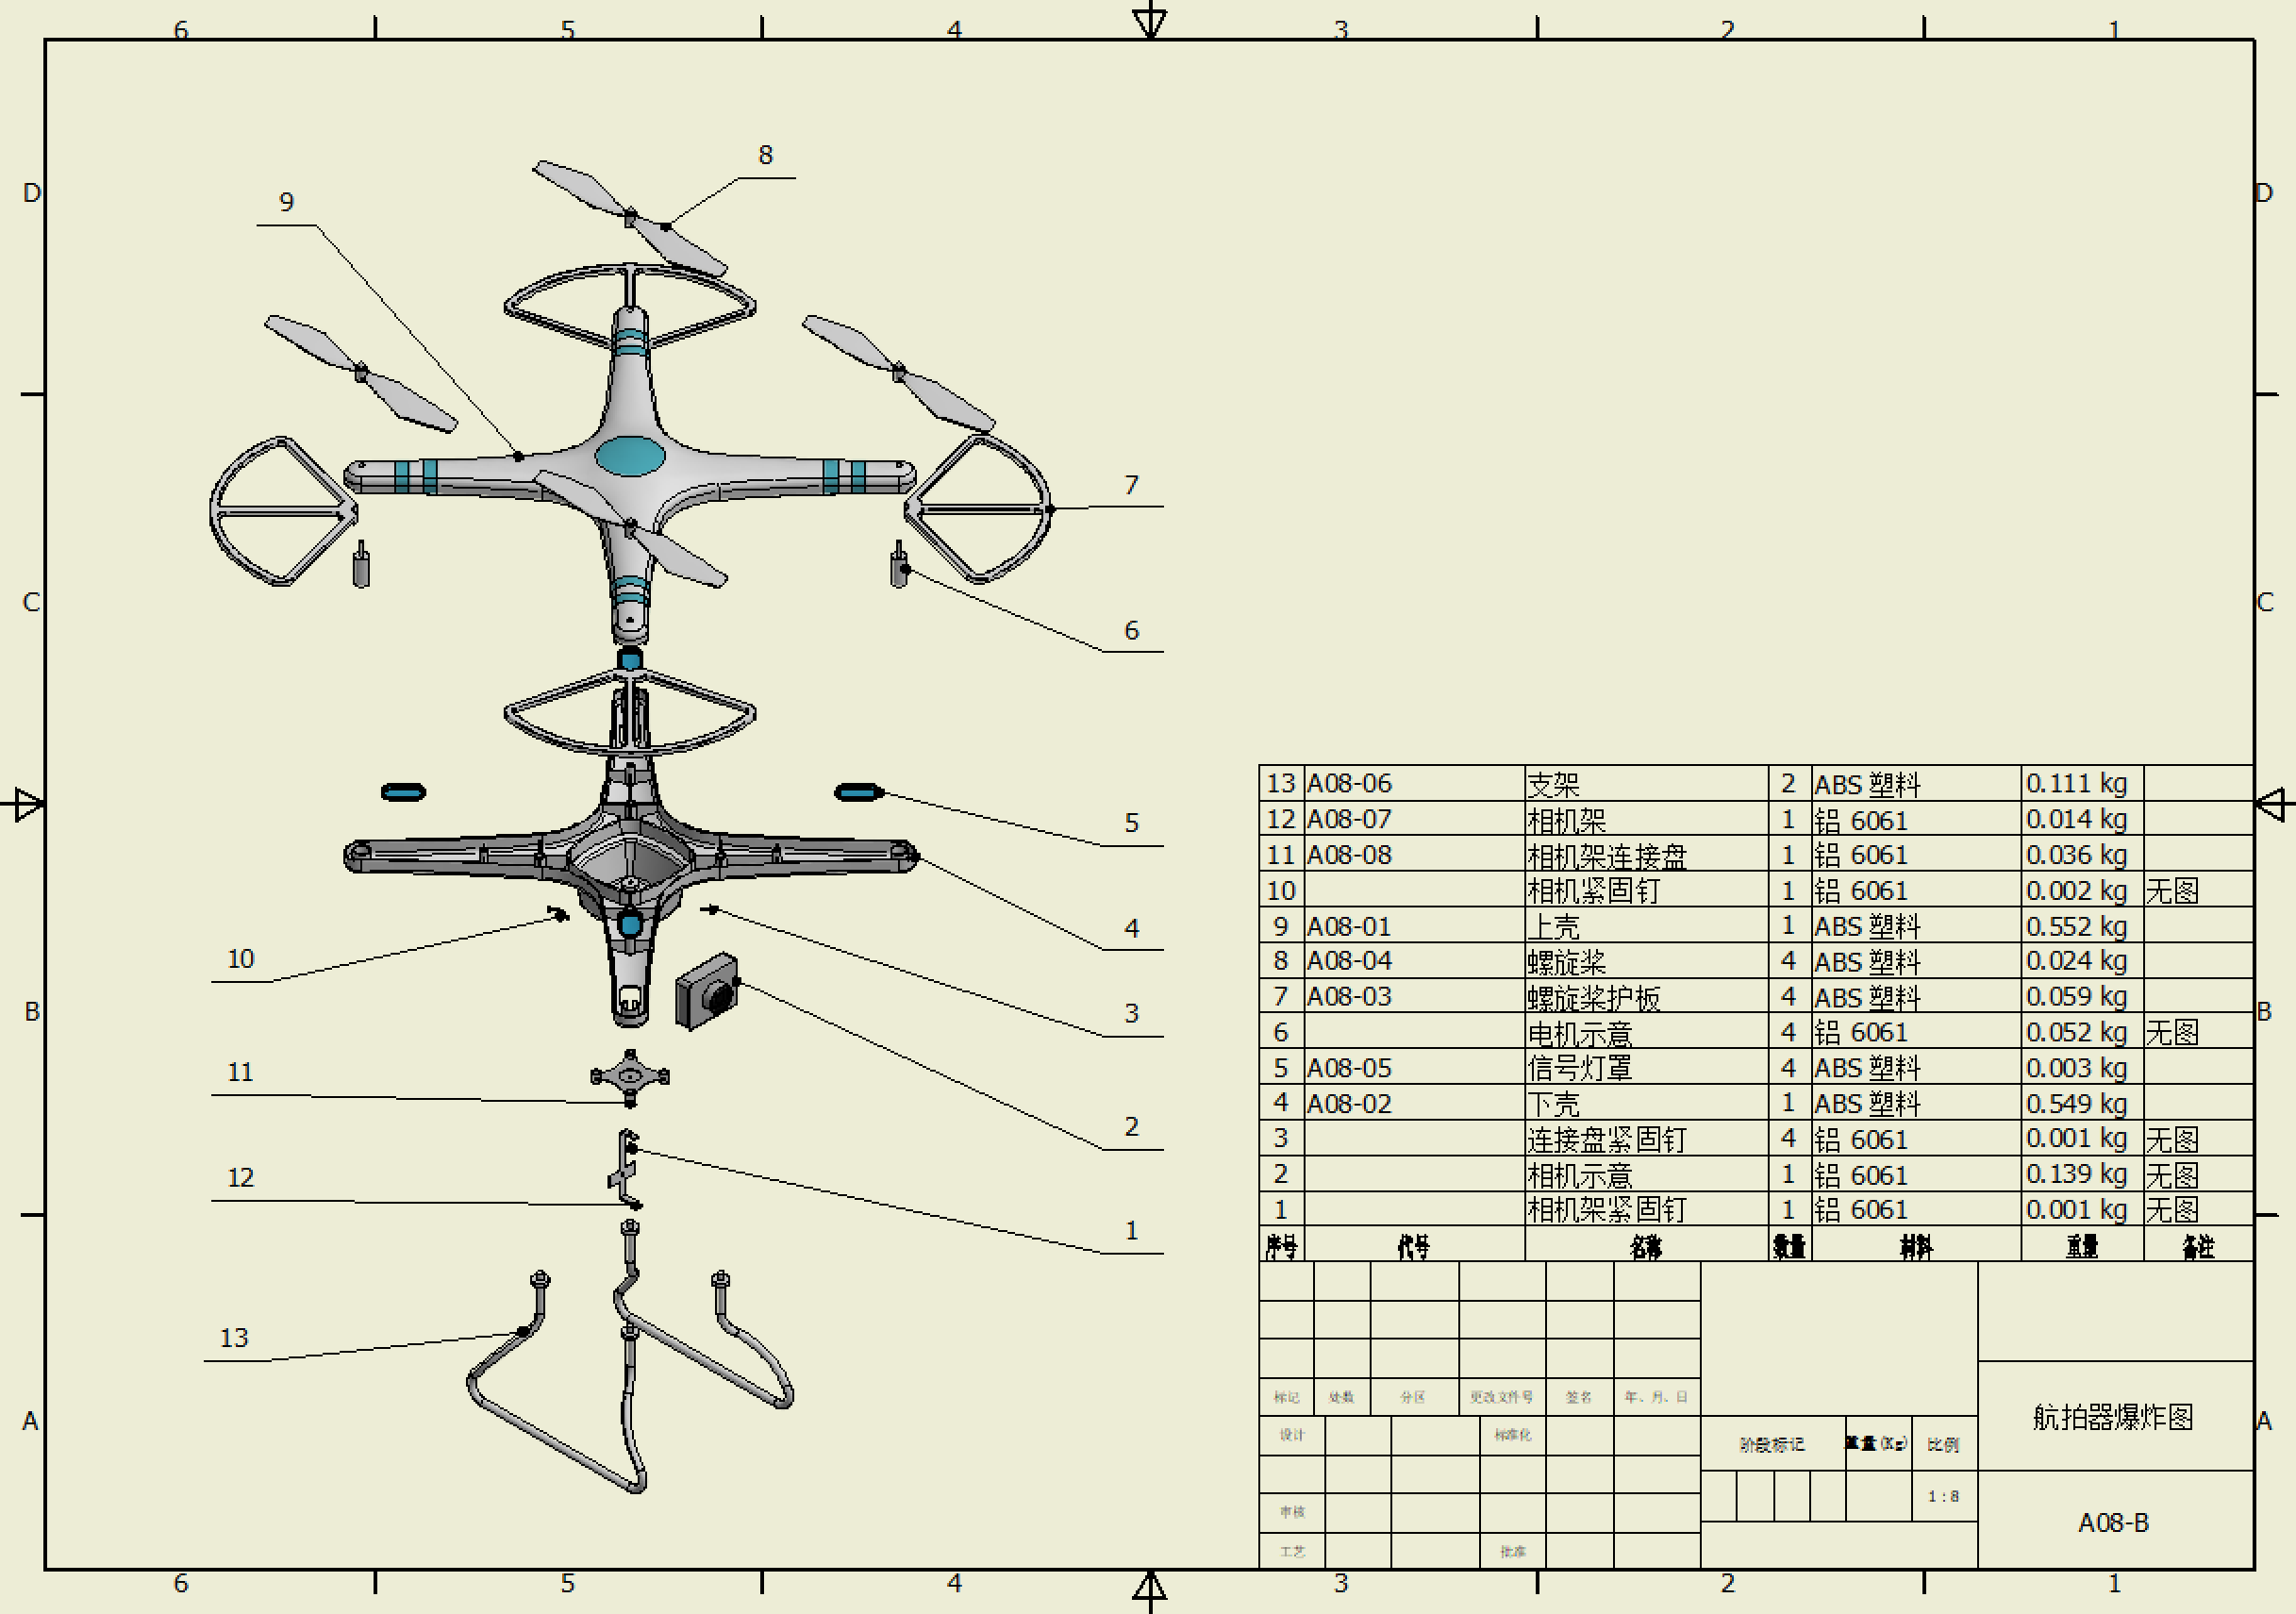 6 5 4 3 2 1
D D
C C
B B
A A
8
9
7
6
5
4
10
3
11
2
12
1
13
13 A08-06 支架 2 ABS 塑料 0.111 kg
12 A08-07 相机架 1 铝 6061 0.014 kg
11 A08-08 相机架连接盘 1 铝 6061 0.036 kg
10 相机紧固钉 1 铝 6061 0.002 kg 无图
9 A08-01 上壳 1 ABS 塑料 0.552 kg
8 A08-04 螺旋桨 4 ABS 塑料 0.024 kg
7 A08-03 螺旋桨护板 4 ABS 塑料 0.059 kg
6 电机示意 4 铝 6061 0.052 kg 无图
5 A08-05 信号灯罩 4 ABS 塑料 0.003 kg
4 A08-02 下壳 1 ABS 塑料 0.549 kg
3 连接盘紧固钉 4 铝 6061 0.001 kg 无图
2 相机示意 1 铝 6061 0.139 kg 无图
1 相机架紧固钉 1 铝 6061 0.001 kg 无图
序号 代号 名称 数量 材料 重量 备注
标记 处数 分区 更改文件号 签名 年、月、日
设计 标准化
审核
工艺 批准
阶段标记 重量(Kg) 比例
1:8
航拍器爆炸图
A08-B
6 5 4 3 2 1